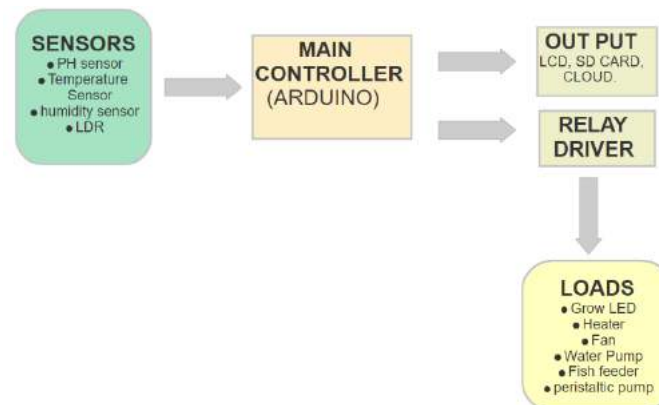 SENSORS
● PH sensor
● Temperature
Sensor
● humidity sensor
● LDR
MAIN
CONTROLLER
(ARDUINO)
OUT PUT
LCD, SD CARD,
CLOUD.
RELAY
DRIVER
LOADS
● Grow LED
● Heater
● Fan
● Water Pump
● Fish feeder
● peristaltic pump